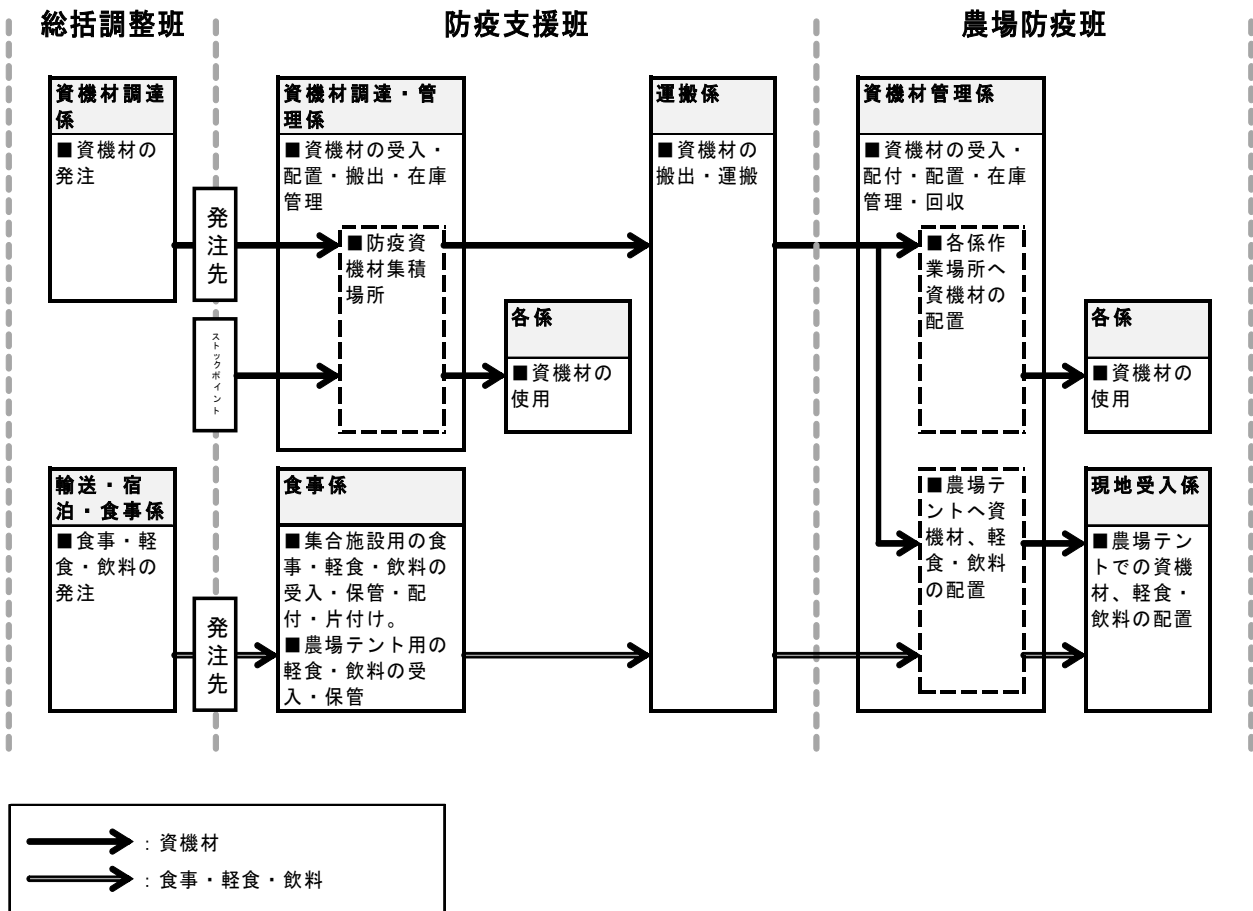 総括調整班
防疫支援班
農場防疫班
資機材調達
係
■資機材の
発注
発注先
ストックポイント
資機材調達・管
理係
■資機材の受入・
配置・搬出・在庫
管理
■防疫資
機材集積
場所
各係
■資機材の
使用
運搬係
■資機材の
搬出・運搬
資機材管理係
■資機材の受入・
配付・配置・在庫
管理・回収
■各係作
業場所へ
資機材の
配置
各係
■資機材の
使用
輸送・宿
泊・食事係
■食事・軽
食・飲料の
発注
発注先
食事係
■集合施設用の食
事・軽食・飲料の
受入・保管・配
付・片付け。
■農場テント用の
軽食・飲料の受
入・保管
■農場テ
ントへ資
機材、軽
食・飲料
の配置
現地受入係
■農場テン
トでの資機
材、軽食・
飲料の配置
：資機材
：食事・軽食・飲料